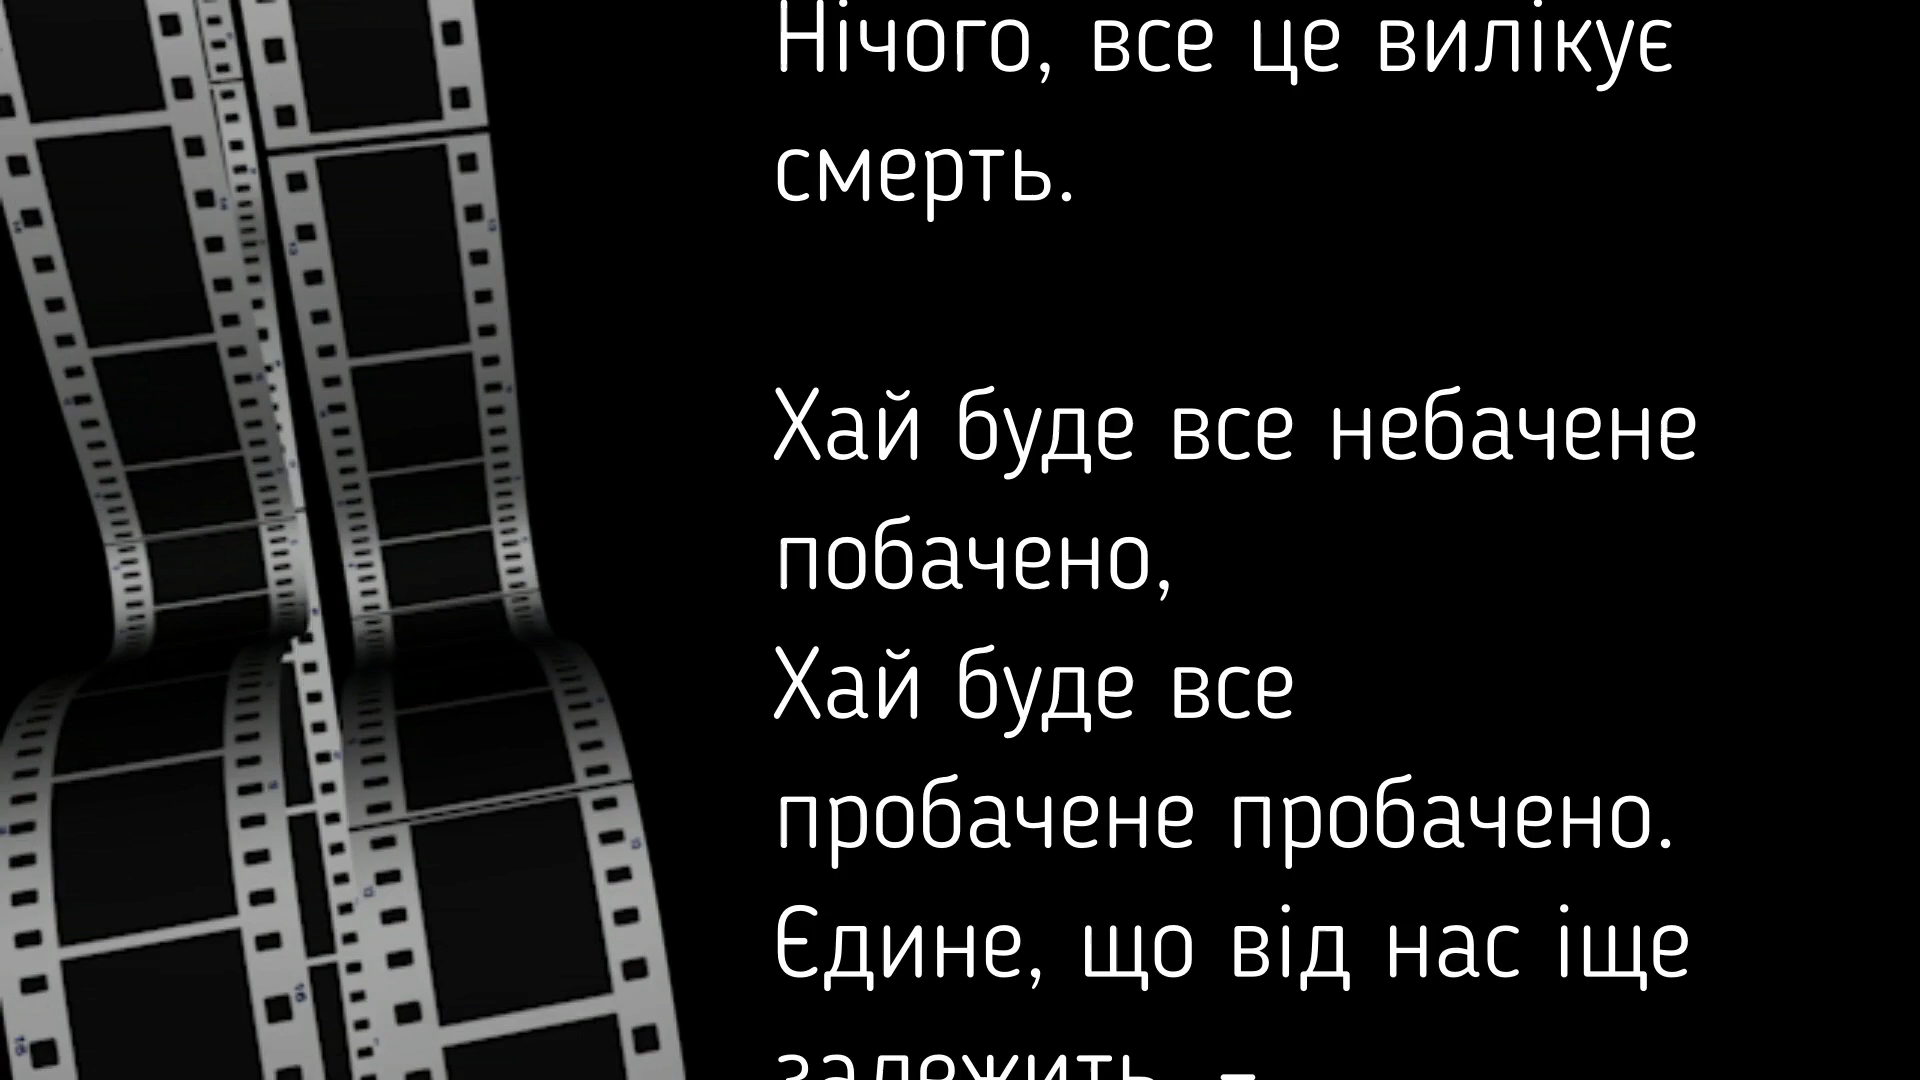 Нічого, все це вилікує
смерть.
Хай буде все небачене
побачено,
Хай буде все
пробачене пробачено.
Єдине, що від нас іще
залежить, –